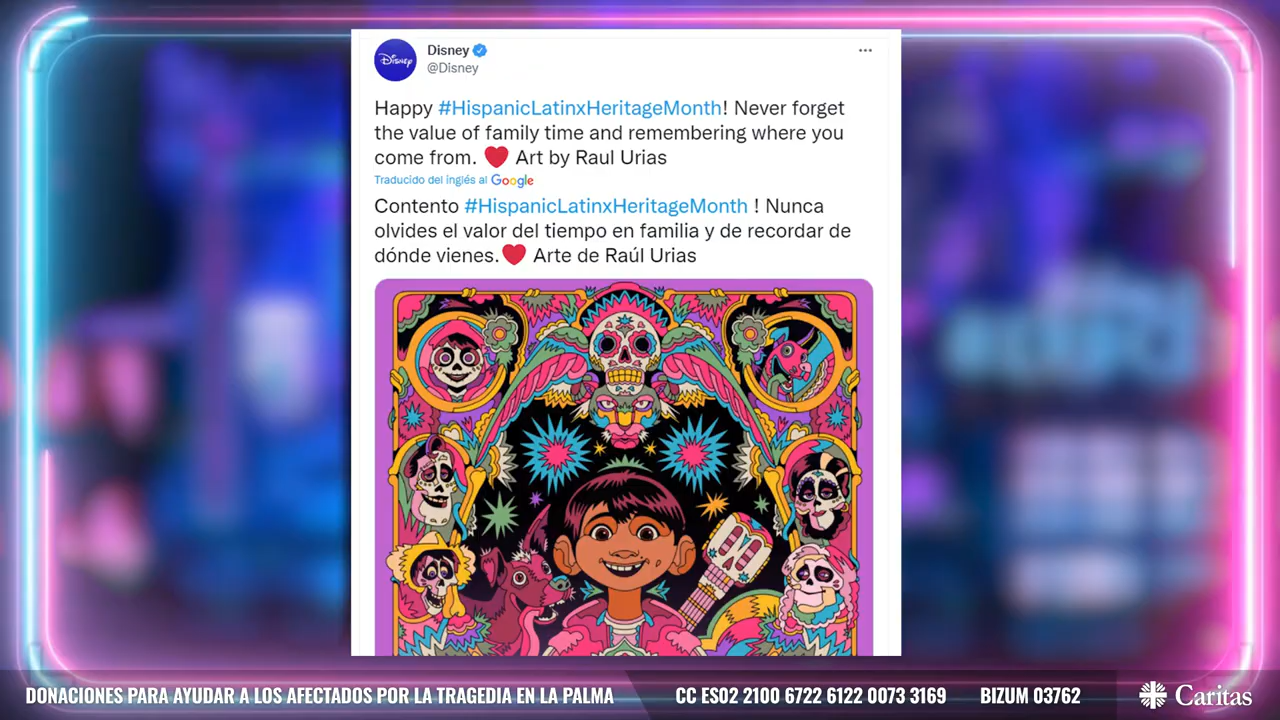 Disney
Disney
@Disney
Happy #HispanicLatinxHeritageMonth! Never forget
the value of family time and remembering where you
come from. ❤️ Art by Raul Urias
Traducido del inglés al Google
Contento #HispanicLatinxHeritageMonth ! Nunca
olvides el valor del tiempo en familia y de recordar de
dónde vienes.❤️ Arte de Raúl Urias
DONACIONES PARA AYUDAR A LOS AFECTADOS POR LA TRAGEDIA EN LA PALMA CC ES02 2100 6722 6122 0073 3169 BIZUM 03762 Caritas